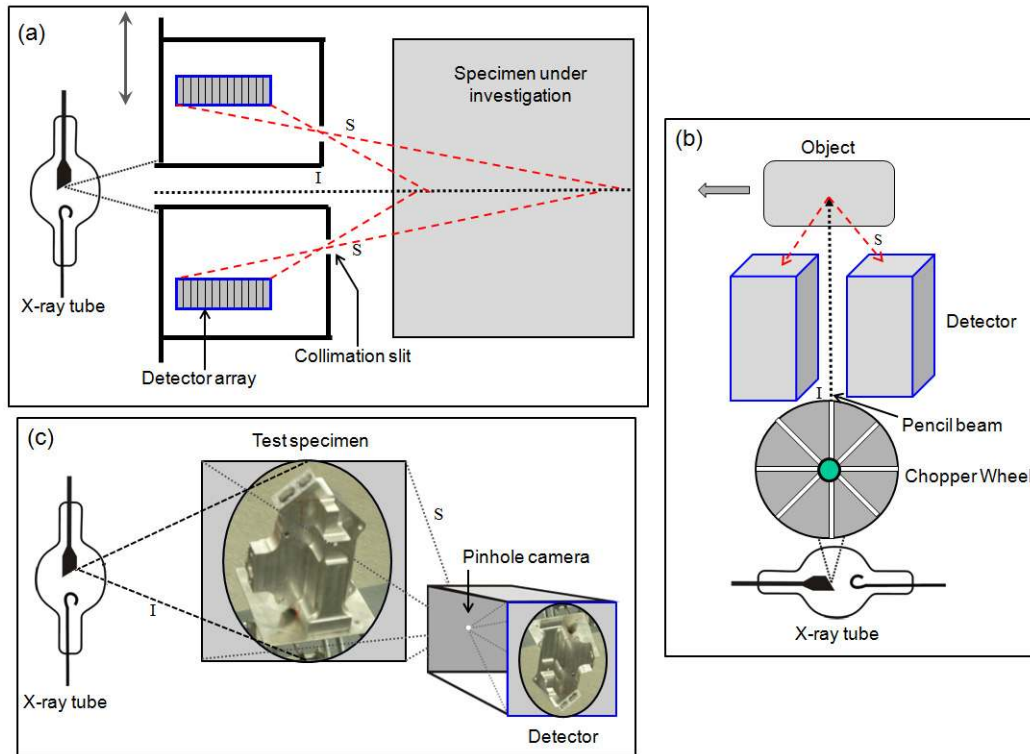 (a)
Specimen under
investigation
S
I
S
X-ray tube
Collimation slit
Detector array
(b)
Object
S
Detector
I
Pencil beam
Chopper Wheel
X-ray tube
(c)
Test specimen
S
Pinhole camera
I
X-ray tube
Detector